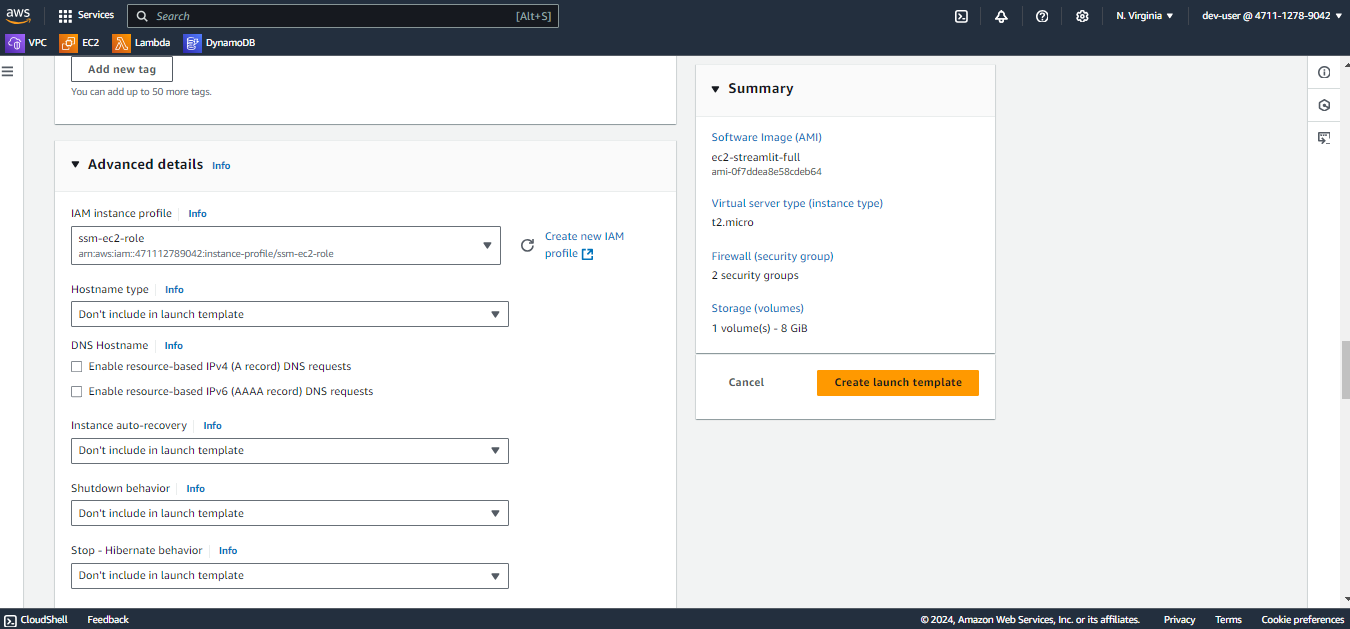 aws Services Search [Alt+S] N. Virginia dev-user @ 4711-1278-9042
VPC EC2 Lambda DynamoDB
Add new tag
You can add up to 50 more tags.
Advanced details Info
IAM instance profile Info
ssm-ec2-role
arn:aws:iam::471112789042:instance-profile/ssm-ec2-role
Create new IAM
profile
Hostname type Info
Don't include in launch template
DNS Hostname Info
Enable resource-based IPv4 (A record) DNS requests
Enable resource-based IPv6 (AAAA record) DNS requests
Instance auto-recovery Info
Don't include in launch template
Shutdown behavior Info
Don't include in launch template
Stop - Hibernate behavior Info
Don't include in launch template
Summary
Software Image (AMI)
ec2-streamlit-full
ami-0f7ddea8e58cdeb64
Virtual server type (instance type)
t2.micro
Firewall (security group)
2 security groups
Storage (volumes)
1 volume(s) - 8 GiB
Cancel Create launch template
CloudShell Feedback © 2024, Amazon Web Services, Inc. or its affiliates. Privacy Terms Cookie preferences